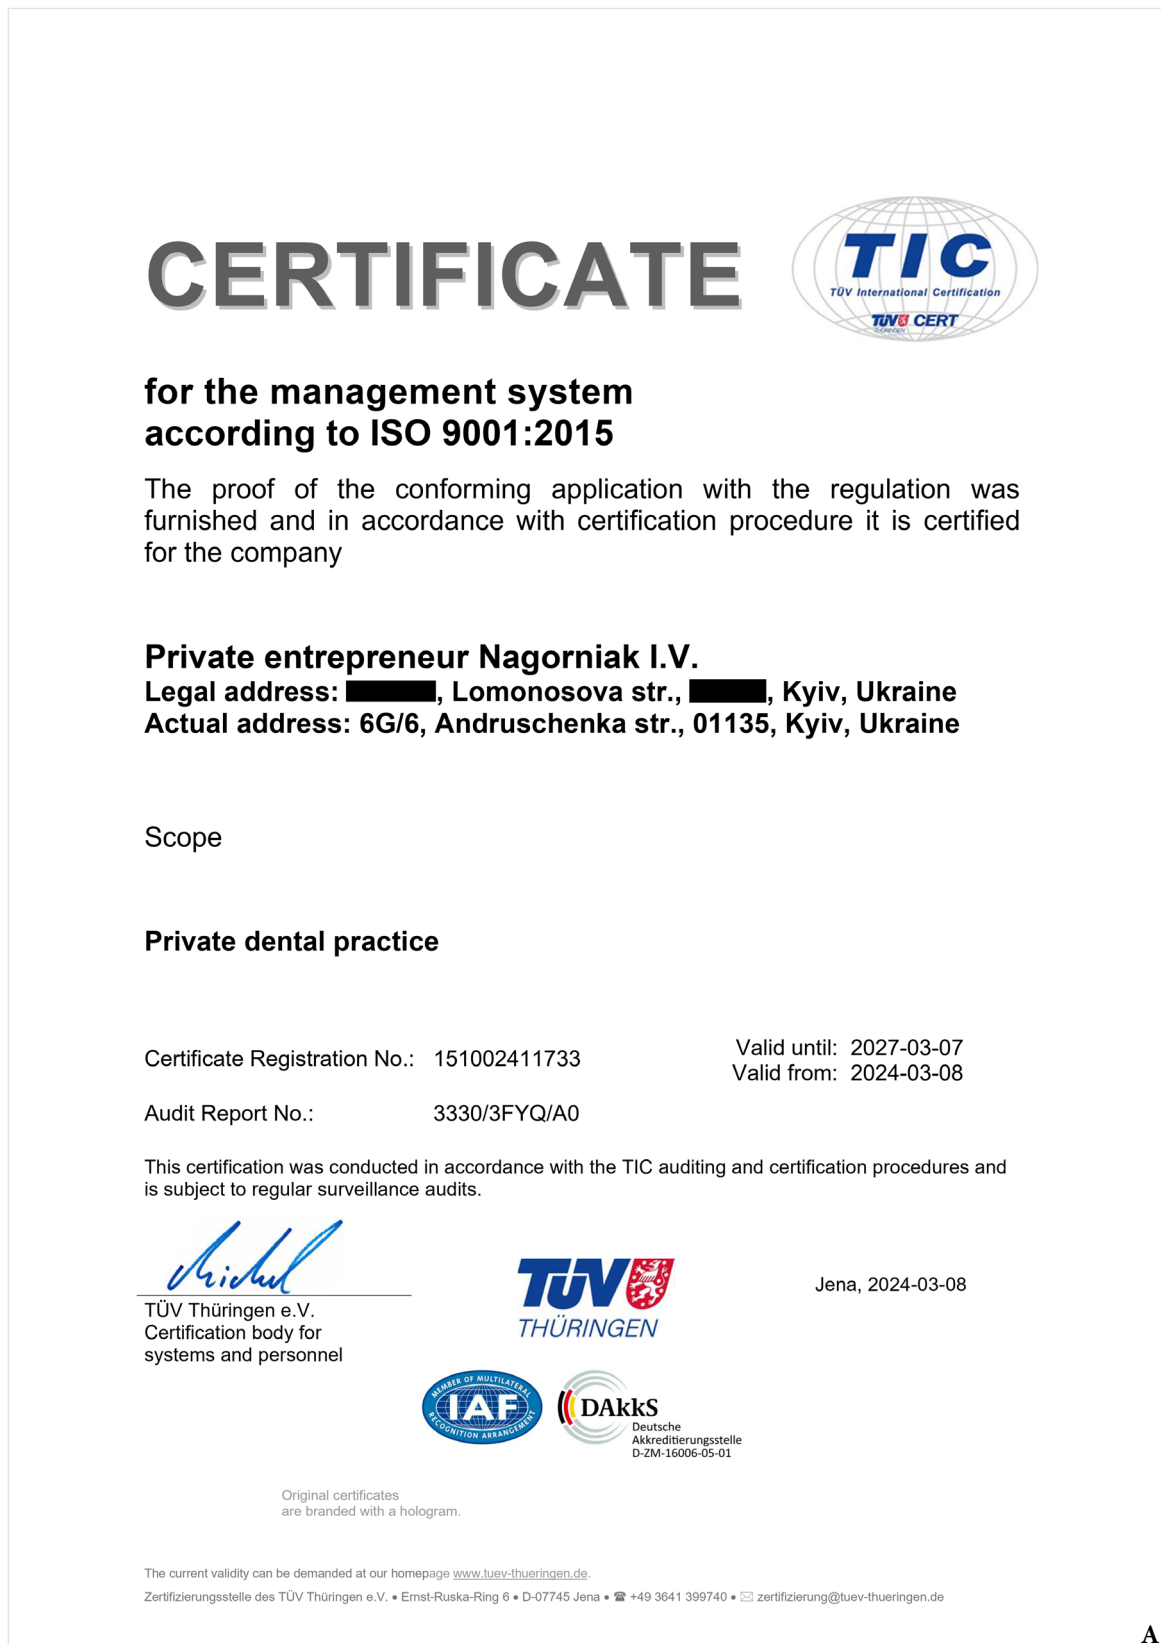 CERTIFICATE
TIC
TÜV International Certification
TÜV CERT
THÜRINGEN
for the management system
according to ISO 9001:2015
The proof of the conforming application with the regulation was
furnished and in accordance with certification procedure it is certified
for the company
Private entrepreneur Nagorniak I.V.
Legal address: , Lomonosova str., , Kyiv, Ukraine
Actual address: 6G/6, Andruschenka str., 01135, Kyiv, Ukraine
Scope
Private dental practice
Certificate Registration No.: 151002411733
Valid until: 2027-03-07
Valid from: 2024-03-08
Audit Report No.: 3330/3FYQ/A0
This certification was conducted in accordance with the TIC auditing and certification procedures and
is subject to regular surveillance audits.
TÜV Thüringen e.V.
Certification body for
systems and personnel
TÜV
THÜRINGEN
Jena, 2024-03-08
MEMBER OF MULTILATERAL
IAF
RECOGNITION ARRANGEMENT
DAkkS
Deutsche
Akkreditierungsstelle
D-ZM-16006-05-01
Original certificates
are branded with a hologram.
The current validity can be demanded at our homepage www.tuev-thueringen.de.
Zertifizierungsstelle des TÜV Thüringen e.V. • Ernst-Ruska-Ring 6 • D-07745 Jena • ☎ +49 3641 399740 • ✉ zertifizierung@tuev-thueringen.de
A